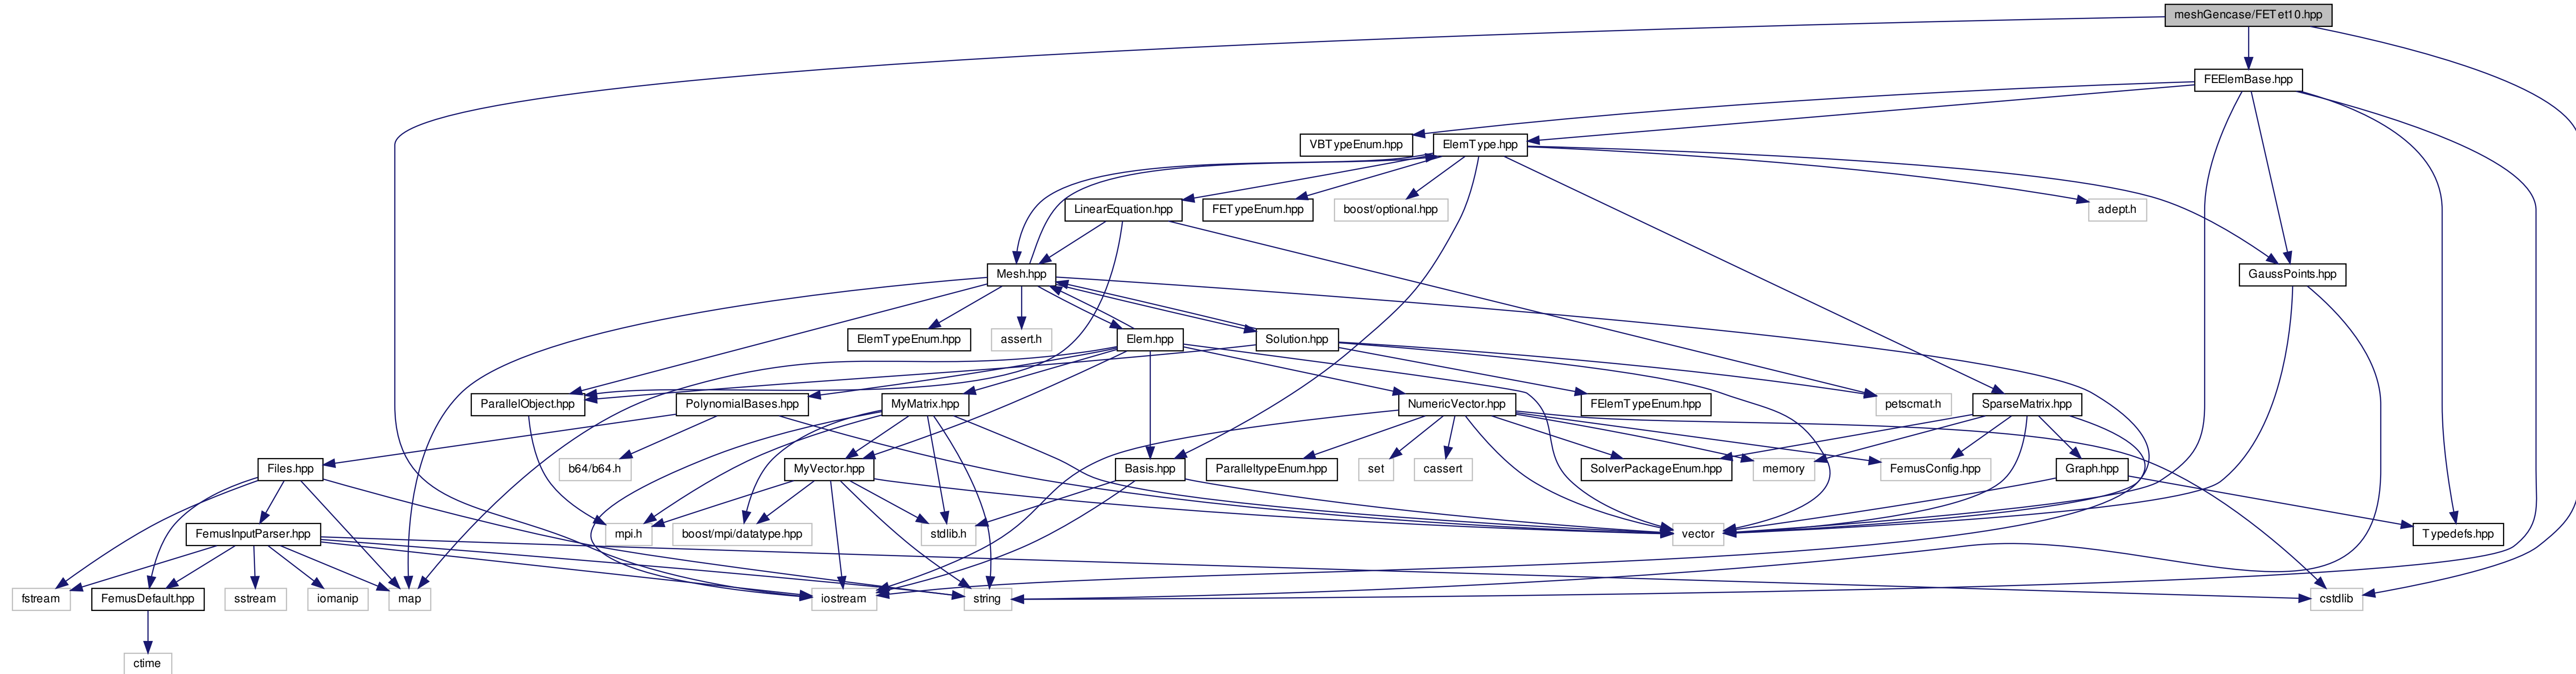 meshGencase/FETet10.hpp
FEElemBase.hpp
VBTypeEnum.hpp
ElemType.hpp
LinearEquation.hpp
FETypeEnum.hpp
boost/optional.hpp
adept.h
Mesh.hpp
GaussPoints.hpp
ElemTypeEnum.hpp
assert.h
Elem.hpp
Solution.hpp
ParallelObject.hpp
PolynomialBases.hpp
MyMatrix.hpp
NumericVector.hpp
FElemTypeEnum.hpp
petscmat.h
SparseMatrix.hpp
Files.hpp
b64/b64.h
MyVector.hpp
Basis.hpp
ParalleltypeEnum.hpp
set
cassert
SolverPackageEnum.hpp
memory
FemusConfig.hpp
Graph.hpp
FemusInputParser.hpp
mpi.h
boost/mpi/datatype.hpp
stdlib.h
vector
Typedefs.hpp
fstream
FemusDefault.hpp
sstream
iomanip
map
iostream
string
cstdlib
ctime